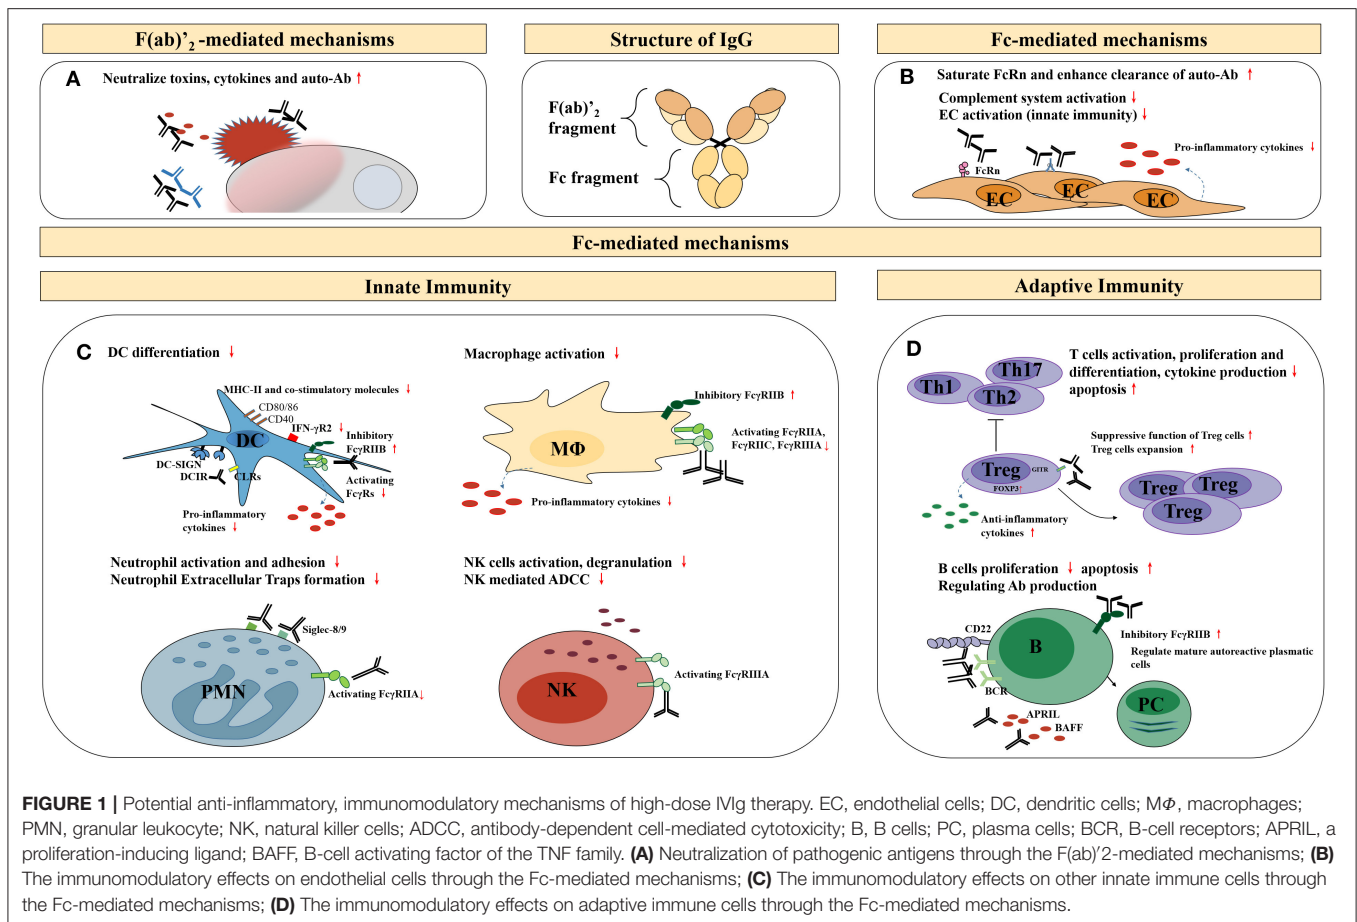 F(ab)’₂ -mediated mechanisms
Structure of IgG
Fc-mediated mechanisms
A
Neutralize toxins, cytokines and auto-Ab ↑
F(ab)’₂
fragment
Fc fragment
B
Saturate FcRn and enhance clearance of auto-Ab ↑
Complement system activation ↓
EC activation (innate immunity) ↓
Pro-inflammatory cytokines ↓
FcRn
EC
EC
EC
Fc-mediated mechanisms
Innate Immunity
Adaptive Immunity
C
DC differentiation ↓
MHC-II and co-stimulatory molecules ↓
CD80/86
CD40
IFN-γR2 ↓
DC
Inhibitory
FcγRIIB ↑
DC-SIGN
DCIR
CLRs
Activating
FcγRs ↓
Pro-inflammatory
cytokines ↓
Macrophage activation ↓
Inhibitory FcγRIIB ↑
MΦ
Activating FcγRIIA,
FcγRIIC, FcγRIIIA ↓
Pro-inflammatory cytokines ↓
Neutrophil activation and adhesion ↓
Neutrophil Extracellular Traps formation ↓
Siglec-8/9
PMN
Activating FcγRIIA↓
NK cells activation, degranulation ↓
NK mediated ADCC ↓
Activating FcγRIIIA
NK
D
Th1
Th17
Th2
T cells activation, proliferation and
differentiation, cytokine production ↓
apoptosis ↑
Suppressive function of Treg cells ↑
Treg cells expansion ↑
Treg
GITR
FOXP3↑
Treg
Treg
Treg
Anti-inflammatory
cytokines ↑
B cells proliferation ↓ apoptosis ↑
Regulating Ab production
CD22
B
Inhibitory FcγRIIB ↑
Regulate mature autoreactive plasmatic
cells
BCR
PC
APRIL
BAFF
FIGURE 1 | Potential anti-inflammatory, immunomodulatory mechanisms of high-dose IVIg therapy. EC, endothelial cells; DC, dendritic cells; MΦ, macrophages;
PMN, granular leukocyte; NK, natural killer cells; ADCC, antibody-dependent cell-mediated cytotoxicity; B, B cells; PC, plasma cells; BCR, B-cell receptors; APRIL, a
proliferation-inducing ligand; BAFF, B-cell activating factor of the TNF family. (A) Neutralization of pathogenic antigens through the F(ab)′2-mediated mechanisms; (B)
The immunomodulatory effects on endothelial cells through the Fc-mediated mechanisms; (C) The immunomodulatory effects on other innate immune cells through
the Fc-mediated mechanisms; (D) The immunomodulatory effects on adaptive immune cells through the Fc-mediated mechanisms.